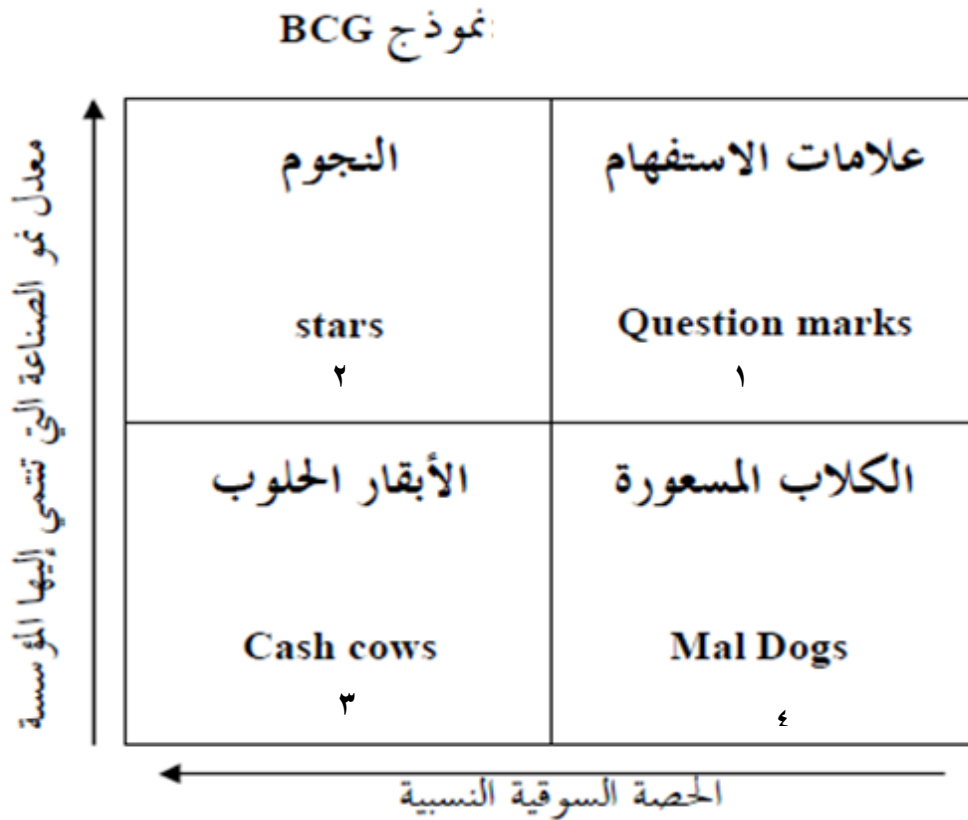 نموذج BCG:
علامات الاستفهام
Question marks
١
النجوم
stars
٢
الكلاب المسعورة
Mal Dogs
٤
الأبقار الحلوب
Cash cows
٣
معدل نمو الصناعة التي تنتمي إليها المؤسسة
الحصة السوقية النسبية